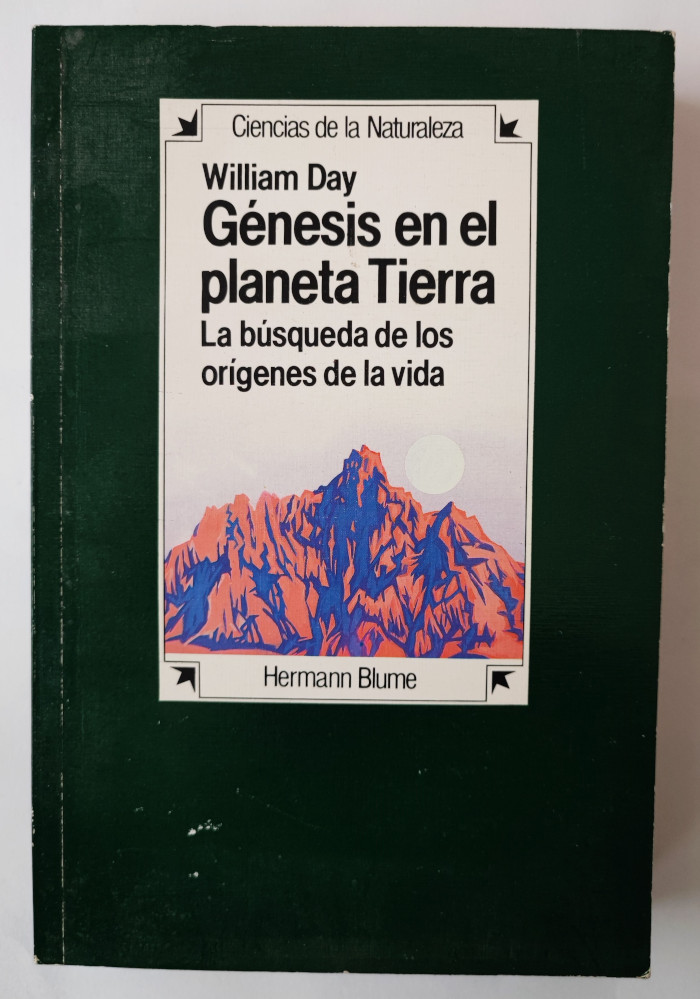 Ciencias de la Naturaleza
William Day
Génesis en el
planeta Tierra
La búsqueda de los
orígenes de la vida
Hermann Blume